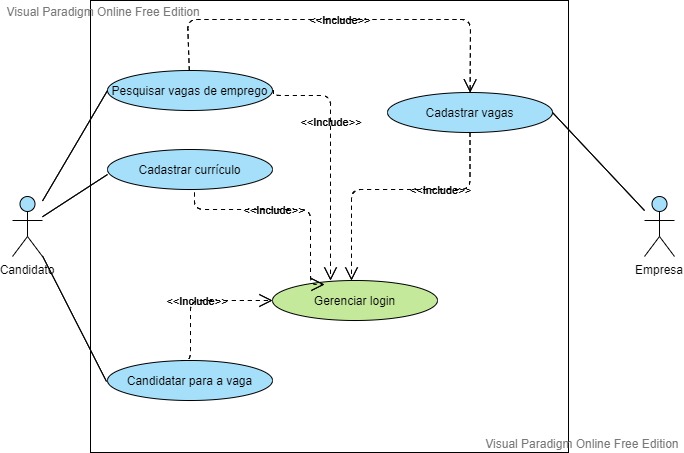 Visual Paradigm Online Free Edition
<<Include>>
Pesquisar vagas de emprego
Cadastrar vagas
<<Include>>
Cadastrar currículo
<<Include>>
<<Include>>
Candidato
Empresa
<<Include>>
Gerenciar login
Candidatar para a vaga
Visual Paradigm Online Free Edition